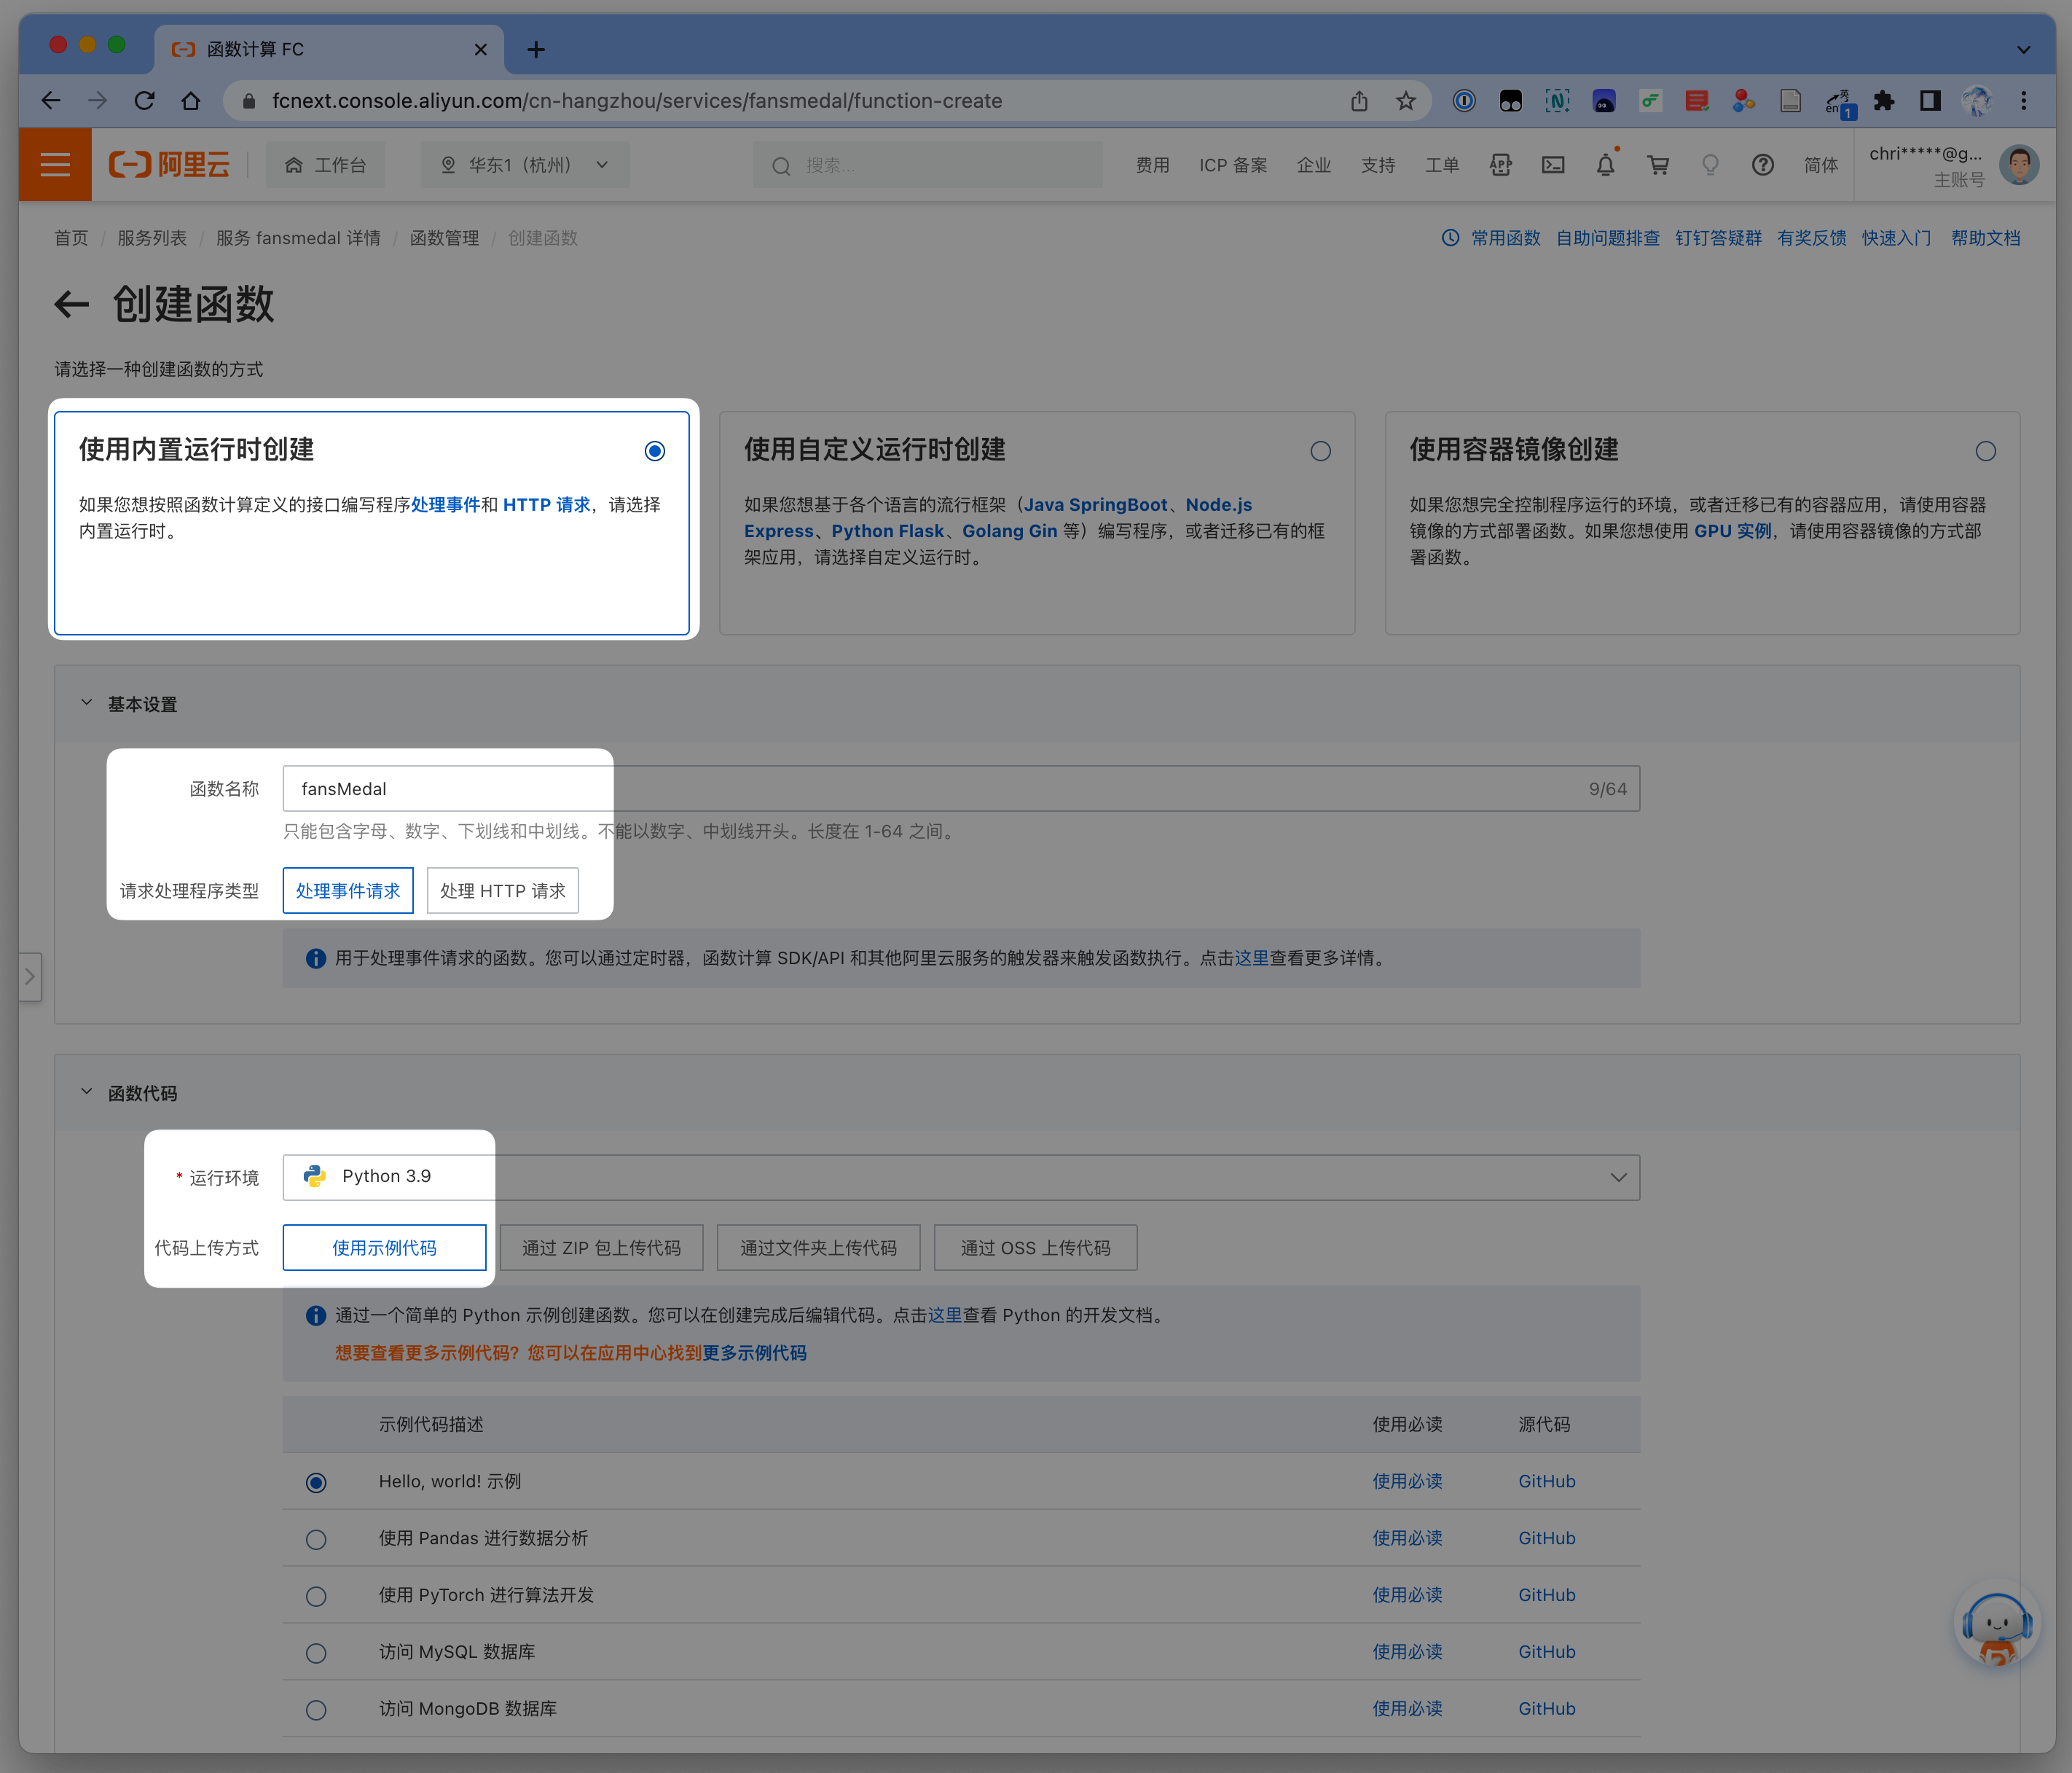 函数计算 FC
fcnext.console.aliyun.com/cn-hangzhou/services/fansmedal/function-create
英
en
1
阿里云
工作台
华东1（杭州）
搜索...
费用
ICP 备案
企业
支持
工单
APP
简体
chri*****@g...
主账号
首页 / 服务列表 / 服务 fansmedal 详情 / 函数管理 / 创建函数
常用函数 自助问题排查 钉钉答疑群 有奖反馈 快速入门 帮助文档
创建函数
请选择一种创建函数的方式
使用内置运行时创建
如果您想按照函数计算定义的接口编写程序处理事件和 HTTP 请求，请选择
内置运行时。
使用自定义运行时创建
如果您想基于各个语言的流行框架（Java SpringBoot、Node.js
Express、Python Flask、Golang Gin 等）编写程序，或者迁移已有的框
架应用，请选择自定义运行时。
使用容器镜像创建
如果您想完全控制程序运行的环境，或者迁移已有的容器应用，请使用容器
镜像的方式部署函数。如果您想使用 GPU 实例，请使用容器镜像的方式部
署函数。
基本设置
函数名称
fansMedal
9/64
只能包含字母、数字、下划线和中划线。不能以数字、中划线开头。长度在 1-64 之间。
请求处理程序类型
处理事件请求
处理 HTTP 请求
用于处理事件请求的函数。您可以通过定时器，函数计算 SDK/API 和其他阿里云服务的触发器来触发函数执行。点击这里查看更多详情。
函数代码
* 运行环境
Python 3.9
代码上传方式
使用示例代码
通过 ZIP 包上传代码
通过文件夹上传代码
通过 OSS 上传代码
通过一个简单的 Python 示例创建函数。您可以在创建完成后编辑代码。点击这里查看 Python 的开发文档。
想要查看更多示例代码？您可以在应用中心找到更多示例代码
示例代码描述 使用必读 源代码
Hello, world! 示例 使用必读 GitHub
使用 Pandas 进行数据分析 使用必读 GitHub
使用 PyTorch 进行算法开发 使用必读 GitHub
访问 MySQL 数据库 使用必读 GitHub
访问 MongoDB 数据库 使用必读 GitHub